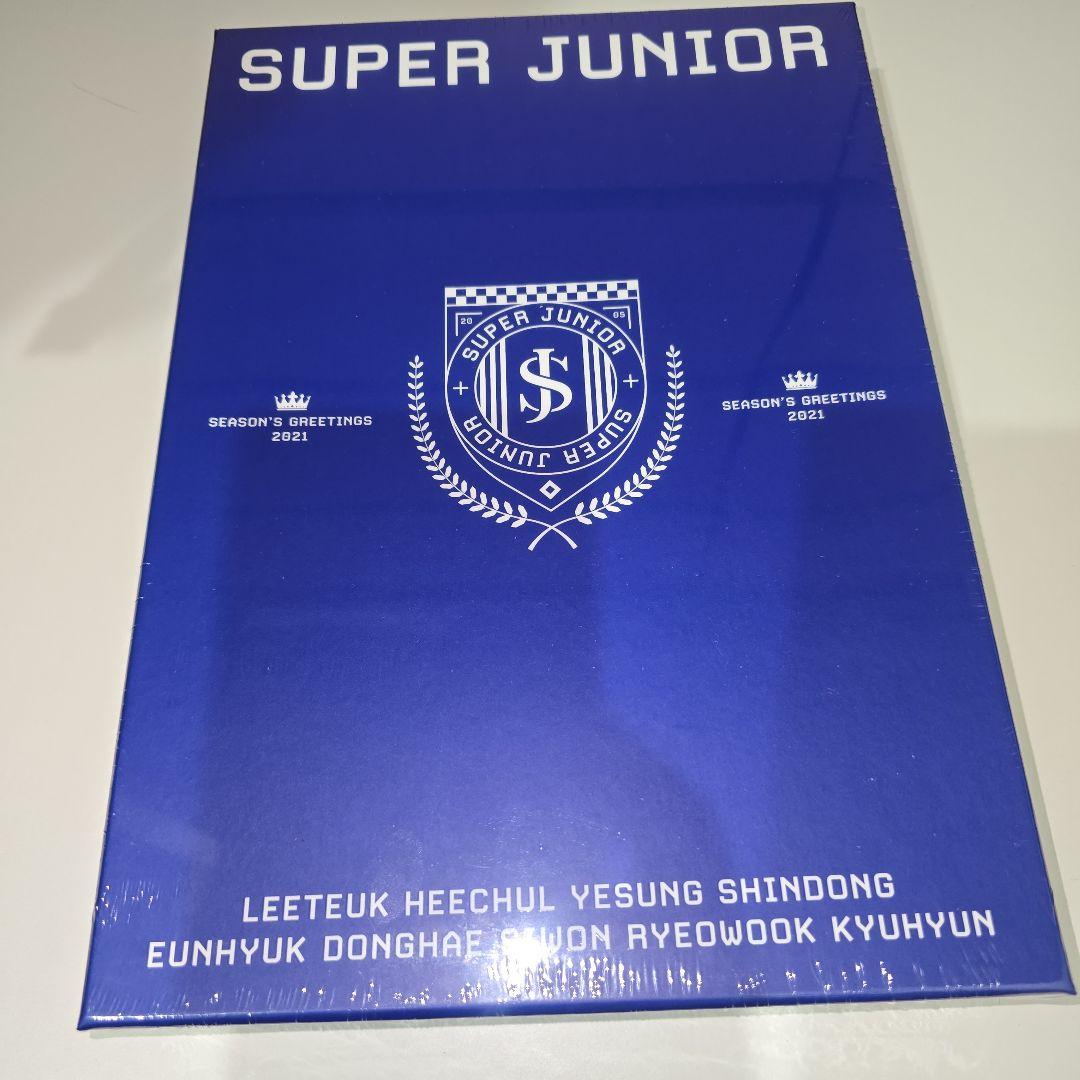 SUPER JUNIOR
20 05
SUPER JUNIOR
SJ
SUPER JUNIOR
SEASON'S GREETINGS
2021
SEASON'S GREETINGS
2021
LEETEUK HEECHUL YESUNG SHINDONG
EUNHYUK DONGHAE SIWON RYEOWOOK KYUHYUN